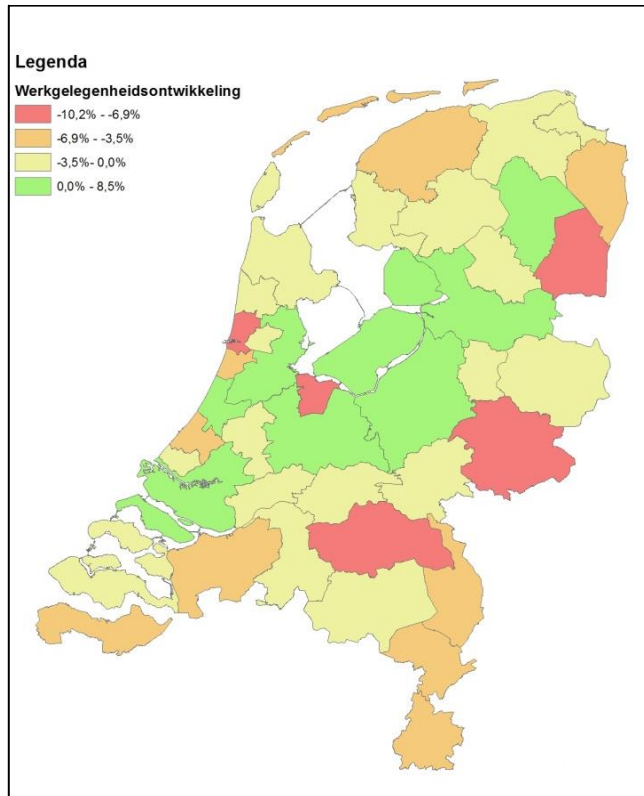 Legenda
Werkgelegenheidsontwikkeling
-10,2% - -6,9%
-6,9% - -3,5%
-3,5%- 0,0%
0,0% - 8,5%